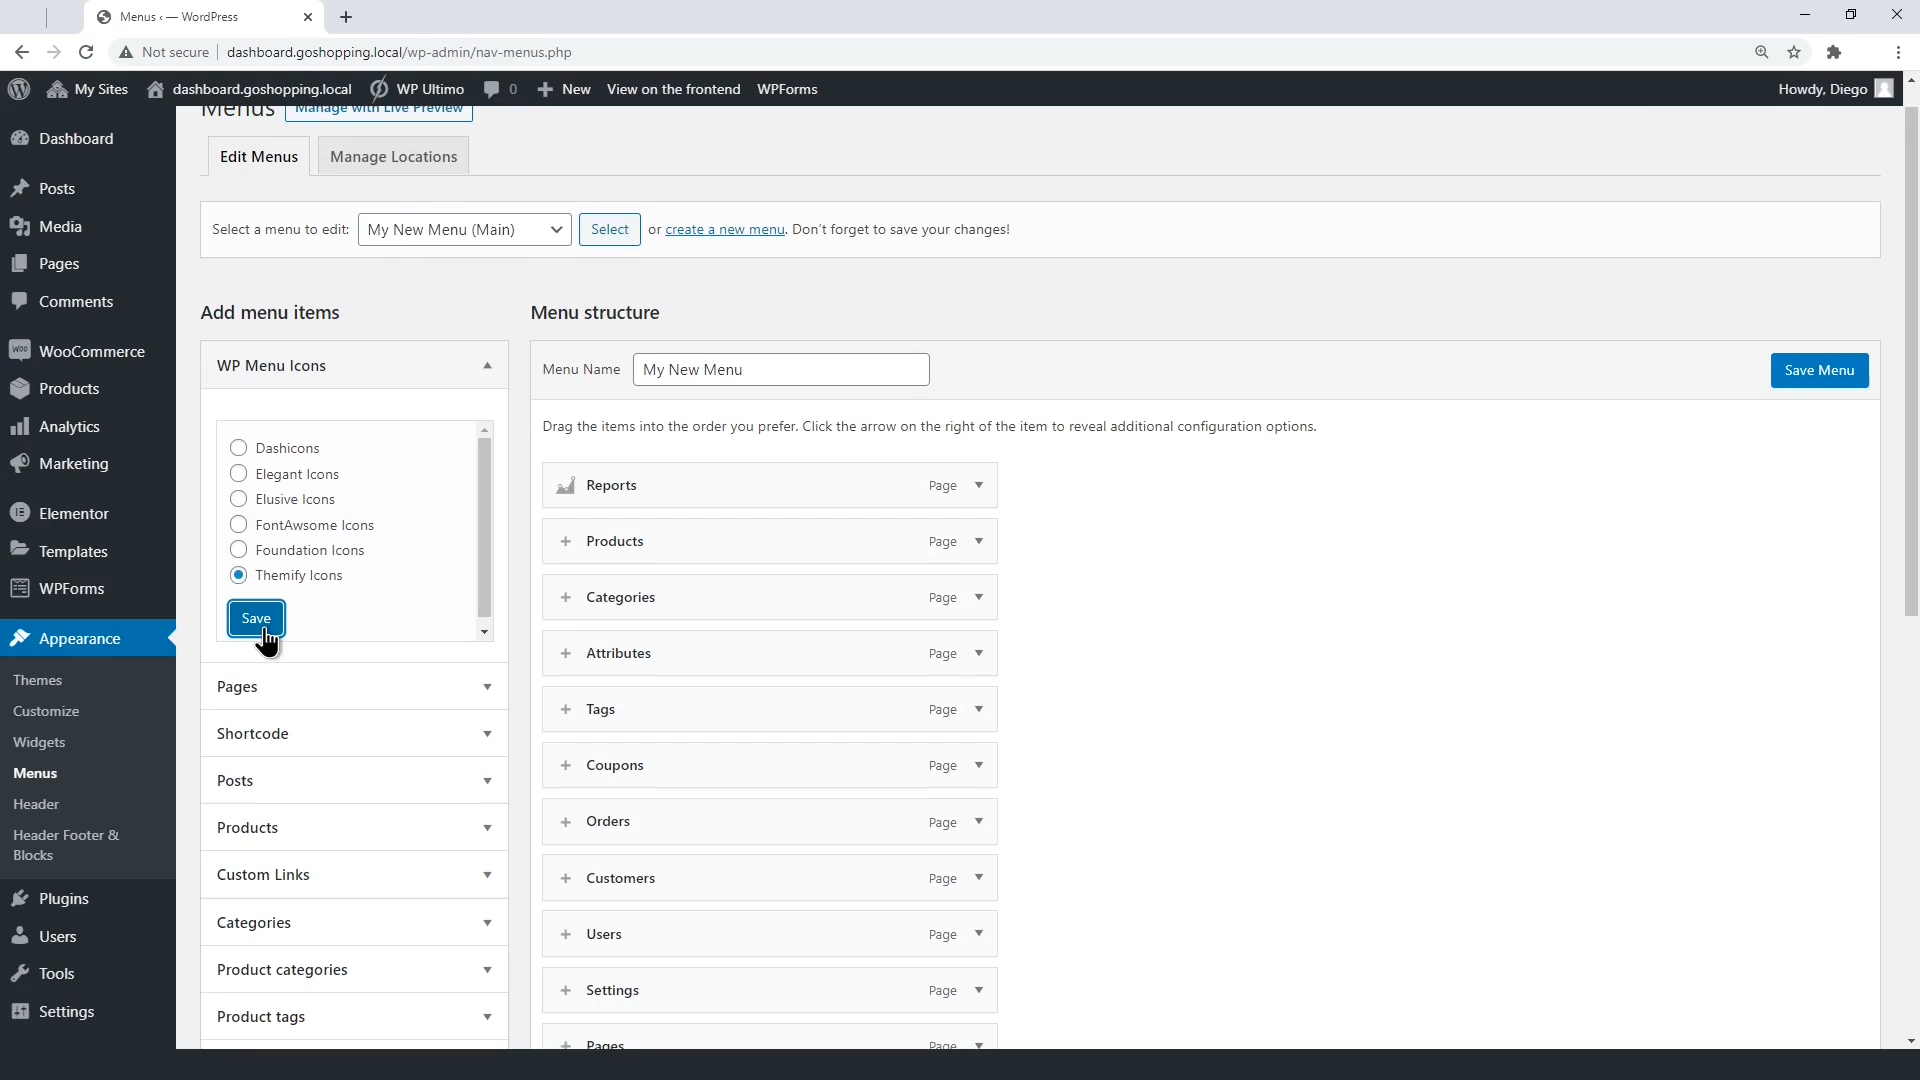 Menus ‹ — WordPress
Not secure
dashboard.goshopping.local/wp-admin/nav-menus.php
My Sites
dashboard.goshopping.local
WP Ultimo
0
New
View on the frontend
WPForms
Howdy, Diego
Menus
Manage with Live Preview
Dashboard
Posts
Media
Pages
Comments
WooCommerce
Products
Analytics
Marketing
Elementor
Templates
WPForms
Appearance
Themes
Customize
Widgets
Menus
Header
Header Footer &
Blocks
Plugins
Users
Tools
Settings
Edit Menus
Manage Locations
Select a menu to edit:
My New Menu (Main)
Select
or create a new menu. Don't forget to save your changes!
Add menu items
WP Menu Icons
Dashicons
Elegant Icons
Elusive Icons
FontAwsome Icons
Foundation Icons
Themify Icons
Save
Pages
Shortcode
Posts
Products
Custom Links
Categories
Product categories
Product tags
Menu structure
Menu Name
My New Menu
Save Menu
Drag the items into the order you prefer. Click the arrow on the right of the item to reveal additional configuration options.
Reports Page
Products Page
Categories Page
Attributes Page
Tags Page
Coupons Page
Orders Page
Customers Page
Users Page
Settings Page
Pages Page